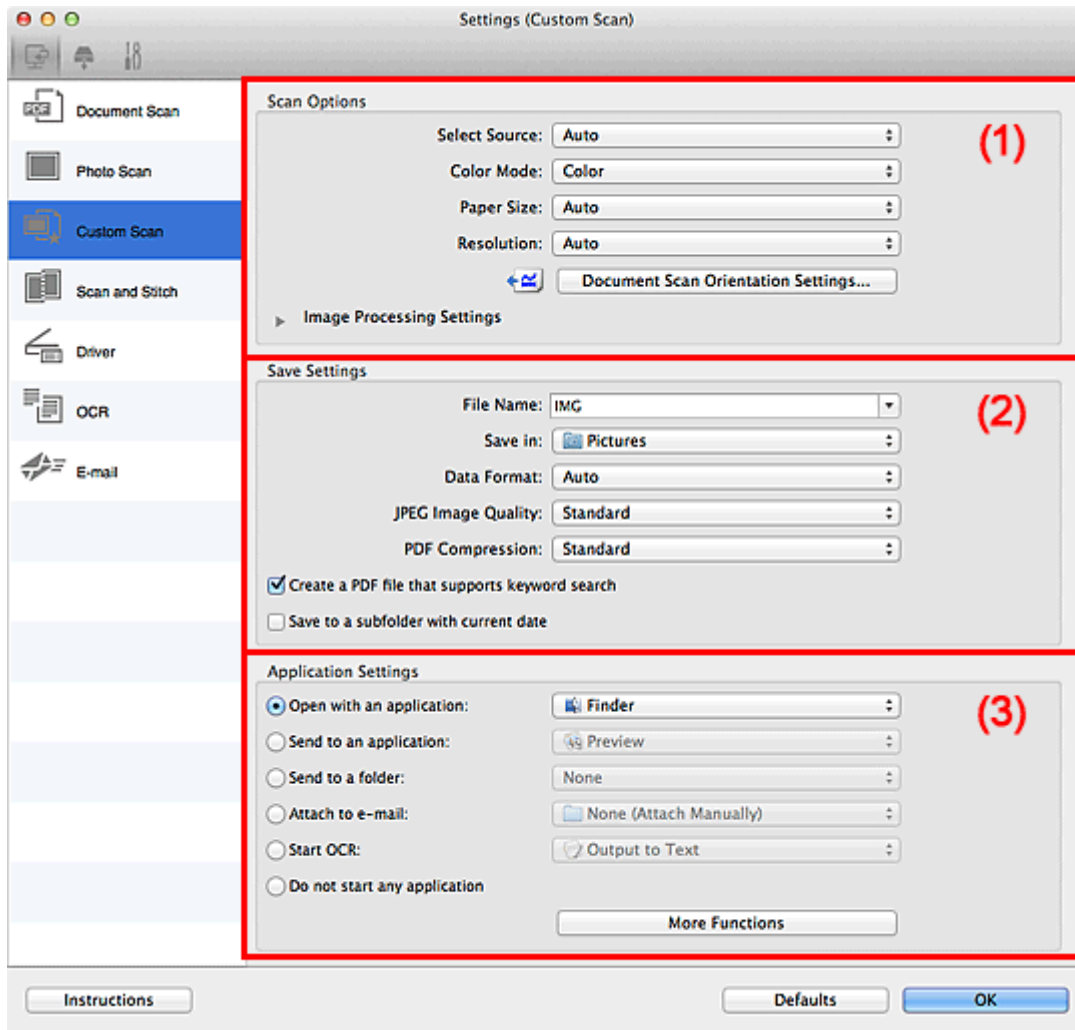 Settings (Custom Scan)
PDF
Document Scan
Photo Scan
Custom Scan
Scan and Stitch
Driver
OCR
E-mail
Scan Options
(1)
Select Source: Auto
Color Mode: Color
Paper Size: Auto
Resolution: Auto
Document Scan Orientation Settings...
Image Processing Settings
Save Settings
(2)
File Name: IMG
Save in: Pictures
Data Format: Auto
JPEG Image Quality: Standard
PDF Compression: Standard
Create a PDF file that supports keyword search
Save to a subfolder with current date
Application Settings
(3)
Open with an application: Finder
Send to an application: Preview
Send to a folder: None
Attach to e-mail: None (Attach Manually)
Start OCR: Output to Text
Do not start any application
More Functions
Instructions Defaults OK